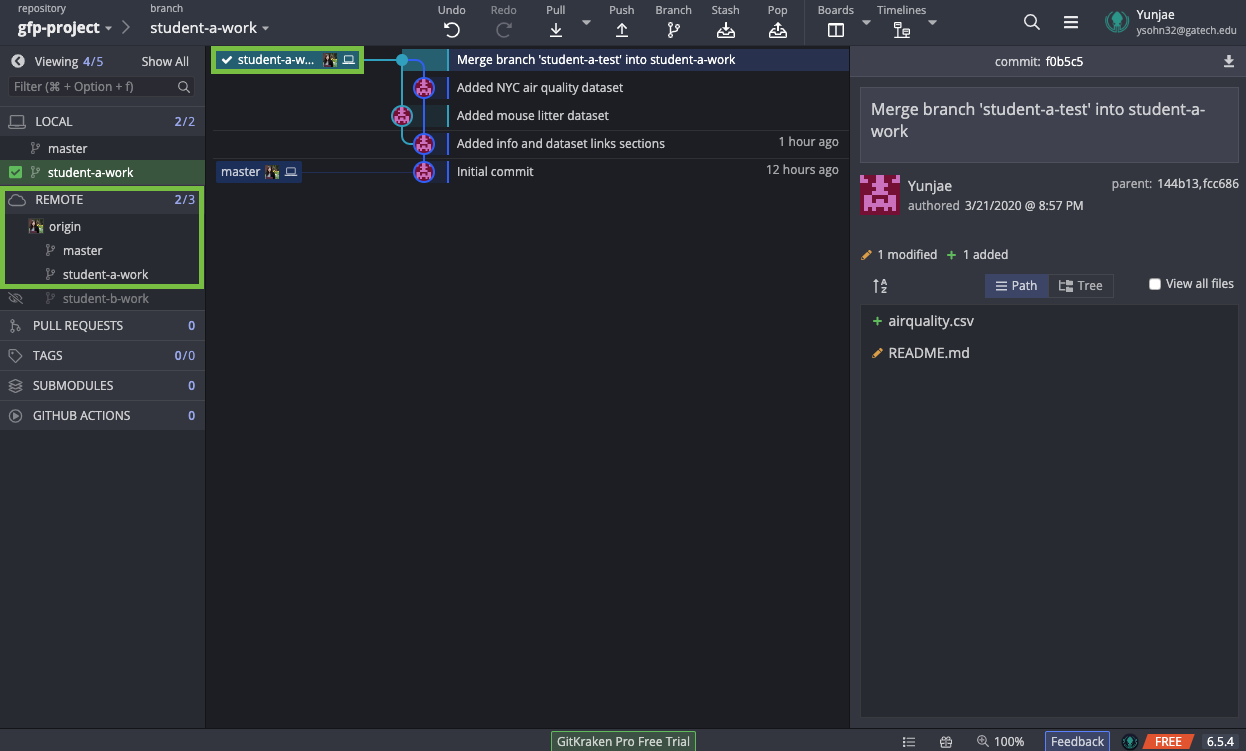 repository
gfp-project
branch
student-a-work
Undo
Redo
Pull
Push
Branch
Stash
Pop
Boards
Timelines
Yunjae
ysohn32@gatech.edu
Viewing 4/5
Show All
Filter (⌘ + Option + f)
LOCAL 2/2
master
student-a-work
REMOTE 2/3
origin
master
student-a-work
student-b-work
PULL REQUESTS 0
TAGS 0/0
SUBMODULES 0
GITHUB ACTIONS 0
student-a-w...
Merge branch 'student-a-test' into student-a-work
Added NYC air quality dataset
Added mouse litter dataset
Added info and dataset links sections
1 hour ago
master
Initial commit
12 hours ago
commit: f0b5c5
Merge branch 'student-a-test' into student-a-
work
Yunjae
authored 3/21/2020 @ 8:57 PM
parent: 144b13,fcc686
1 modified + 1 added
A
Z
Path
Tree
View all files
+ airquality.csv
README.md
GitKraken Pro Free Trial
100%
Feedback
FREE
6.5.4